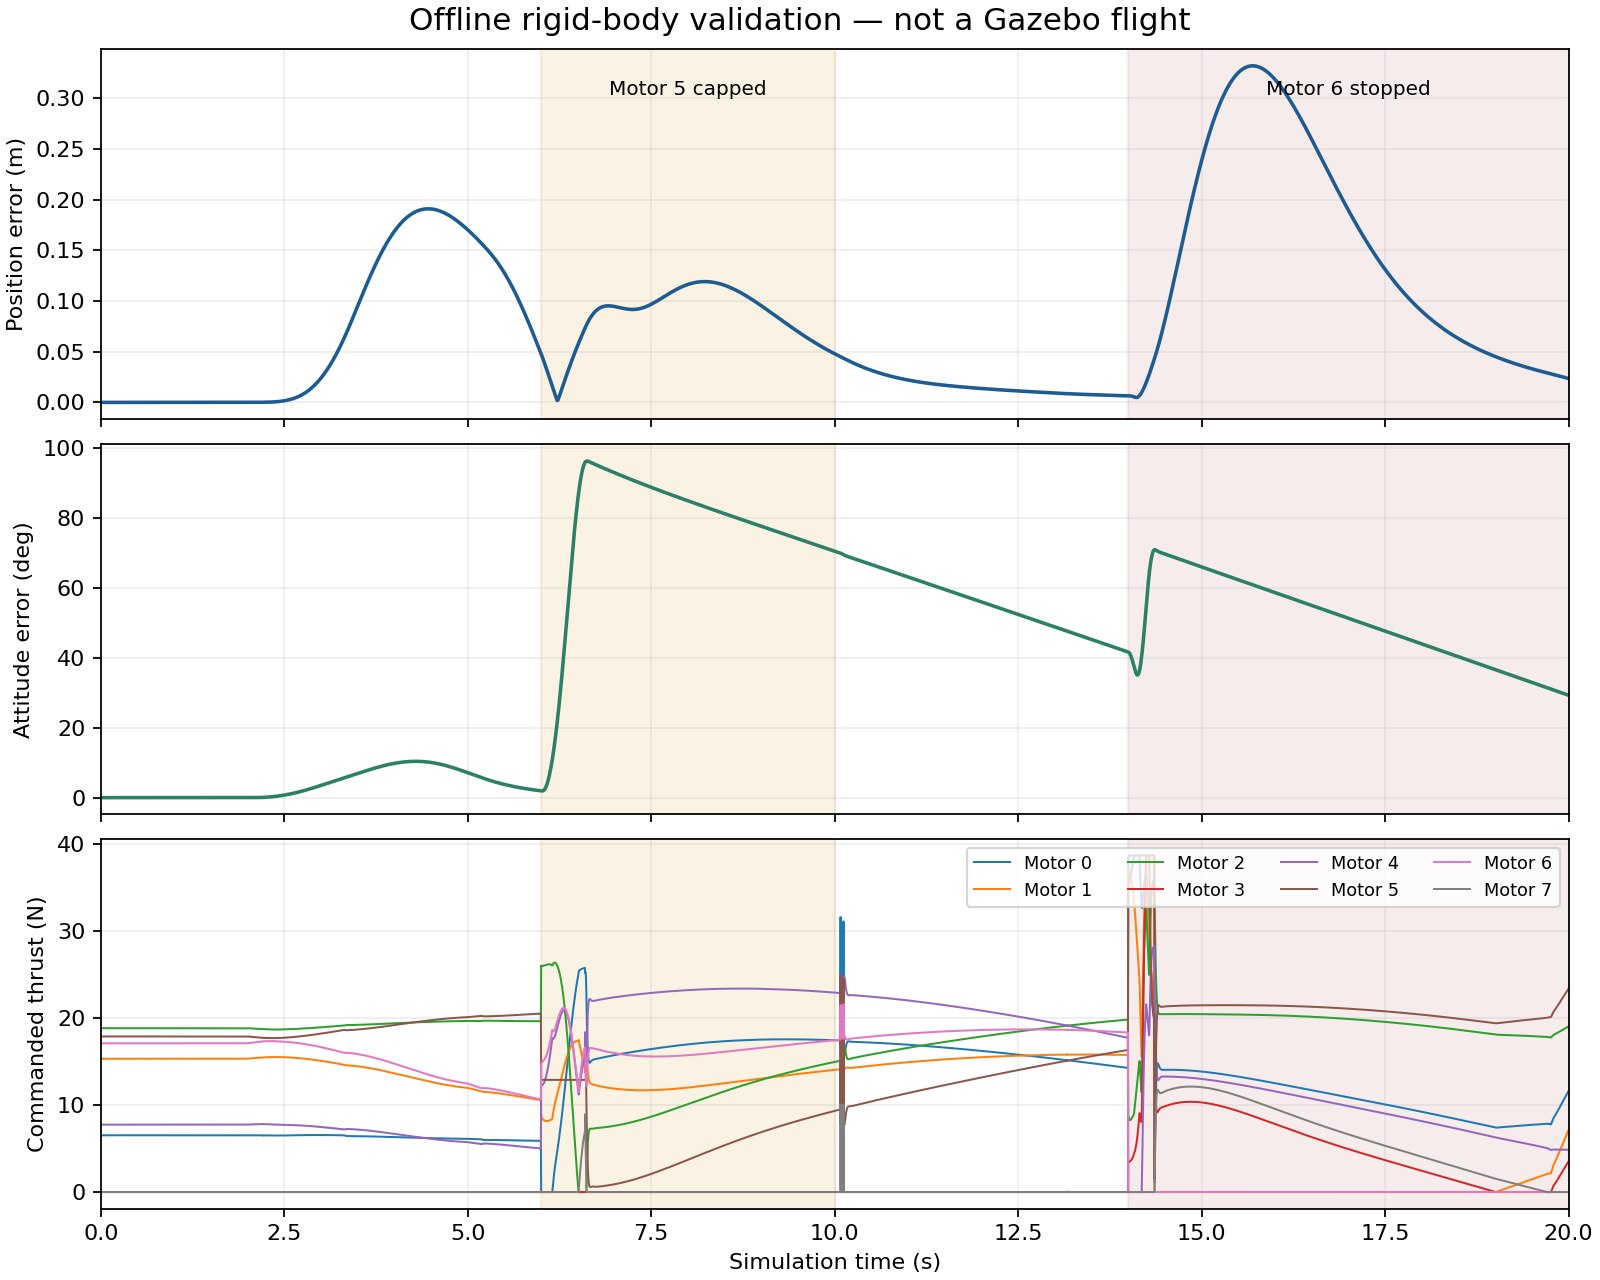 Offline rigid-body validation — not a Gazebo flight
Position error (m)
0.30
0.25
0.20
0.15
0.10
0.05
0.00
Motor 5 capped
Motor 6 stopped
Attitude error (deg)
100
80
60
40
20
0
Commanded thrust (N)
40
30
20
10
0
Motor 0
Motor 1
Motor 2
Motor 3
Motor 4
Motor 5
Motor 6
Motor 7
0.0 2.5 5.0 7.5 10.0 12.5 15.0 17.5 20.0
Simulation time (s)